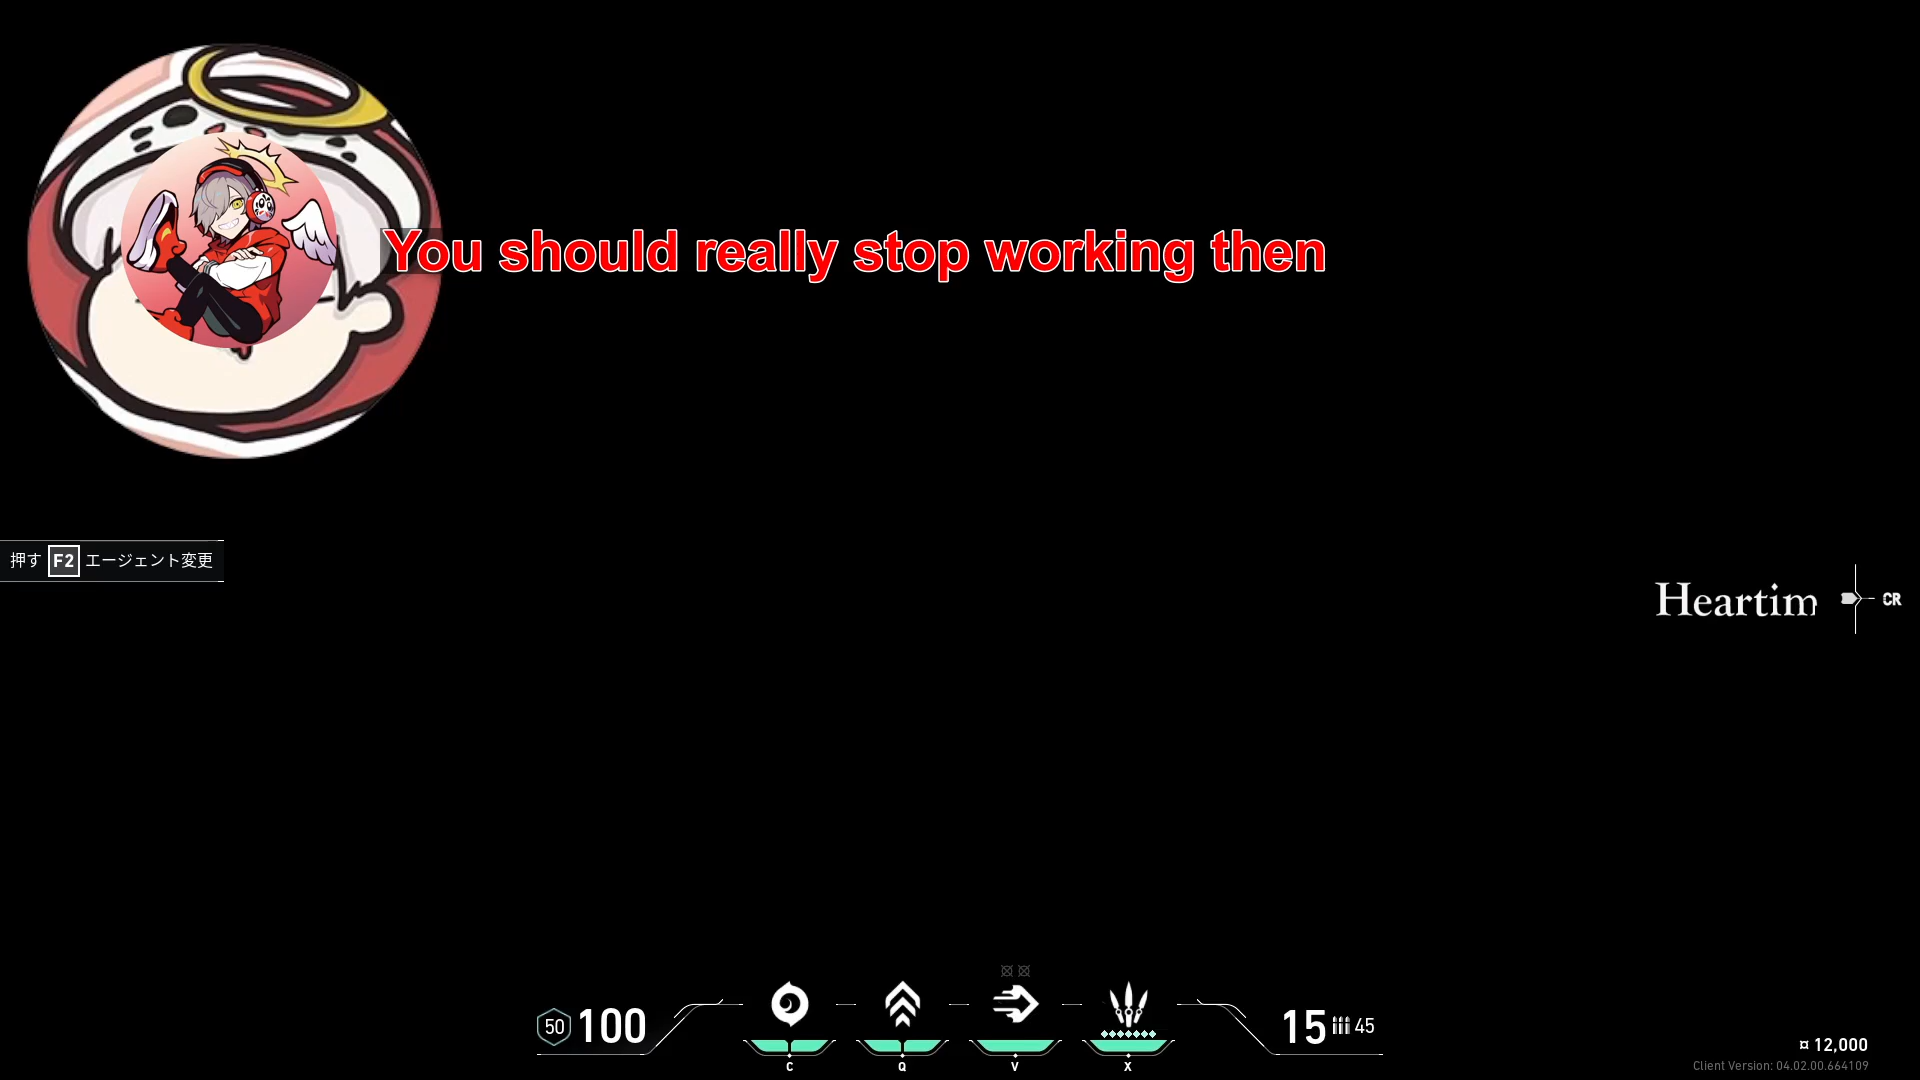 You should really stop working then
押す F2 エージェント変更
Heartim CR
50 100
15 45
C Q V X
¤ 12,000
Client Version: 04.02.00.664109